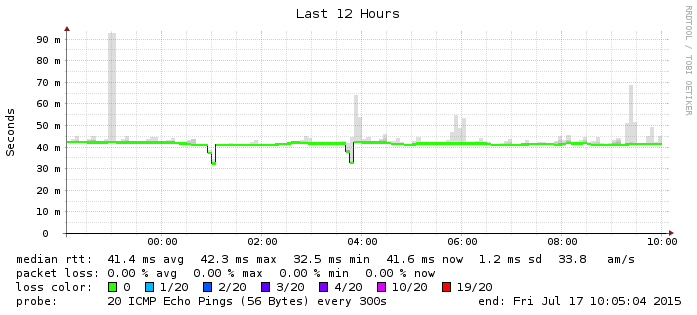 Last 12 Hours
RRDTOOL / TOBI OETIKER
Seconds
90 m
80 m
70 m
60 m
50 m
40 m
30 m
20 m
10 m
0
00:00 02:00 04:00 06:00 08:00 10:00
median rtt: 41.4 ms avg 42.3 ms max 32.5 ms min 41.6 ms now 1.2 ms sd 33.8 am/s
packet loss: 0.00 % avg 0.00 % max 0.00 % min 0.00 % now
loss color: 0 1/20 2/20 3/20 4/20 10/20 19/20
probe: 20 ICMP Echo Pings (56 Bytes) every 300s end: Fri Jul 17 10:05:04 2015